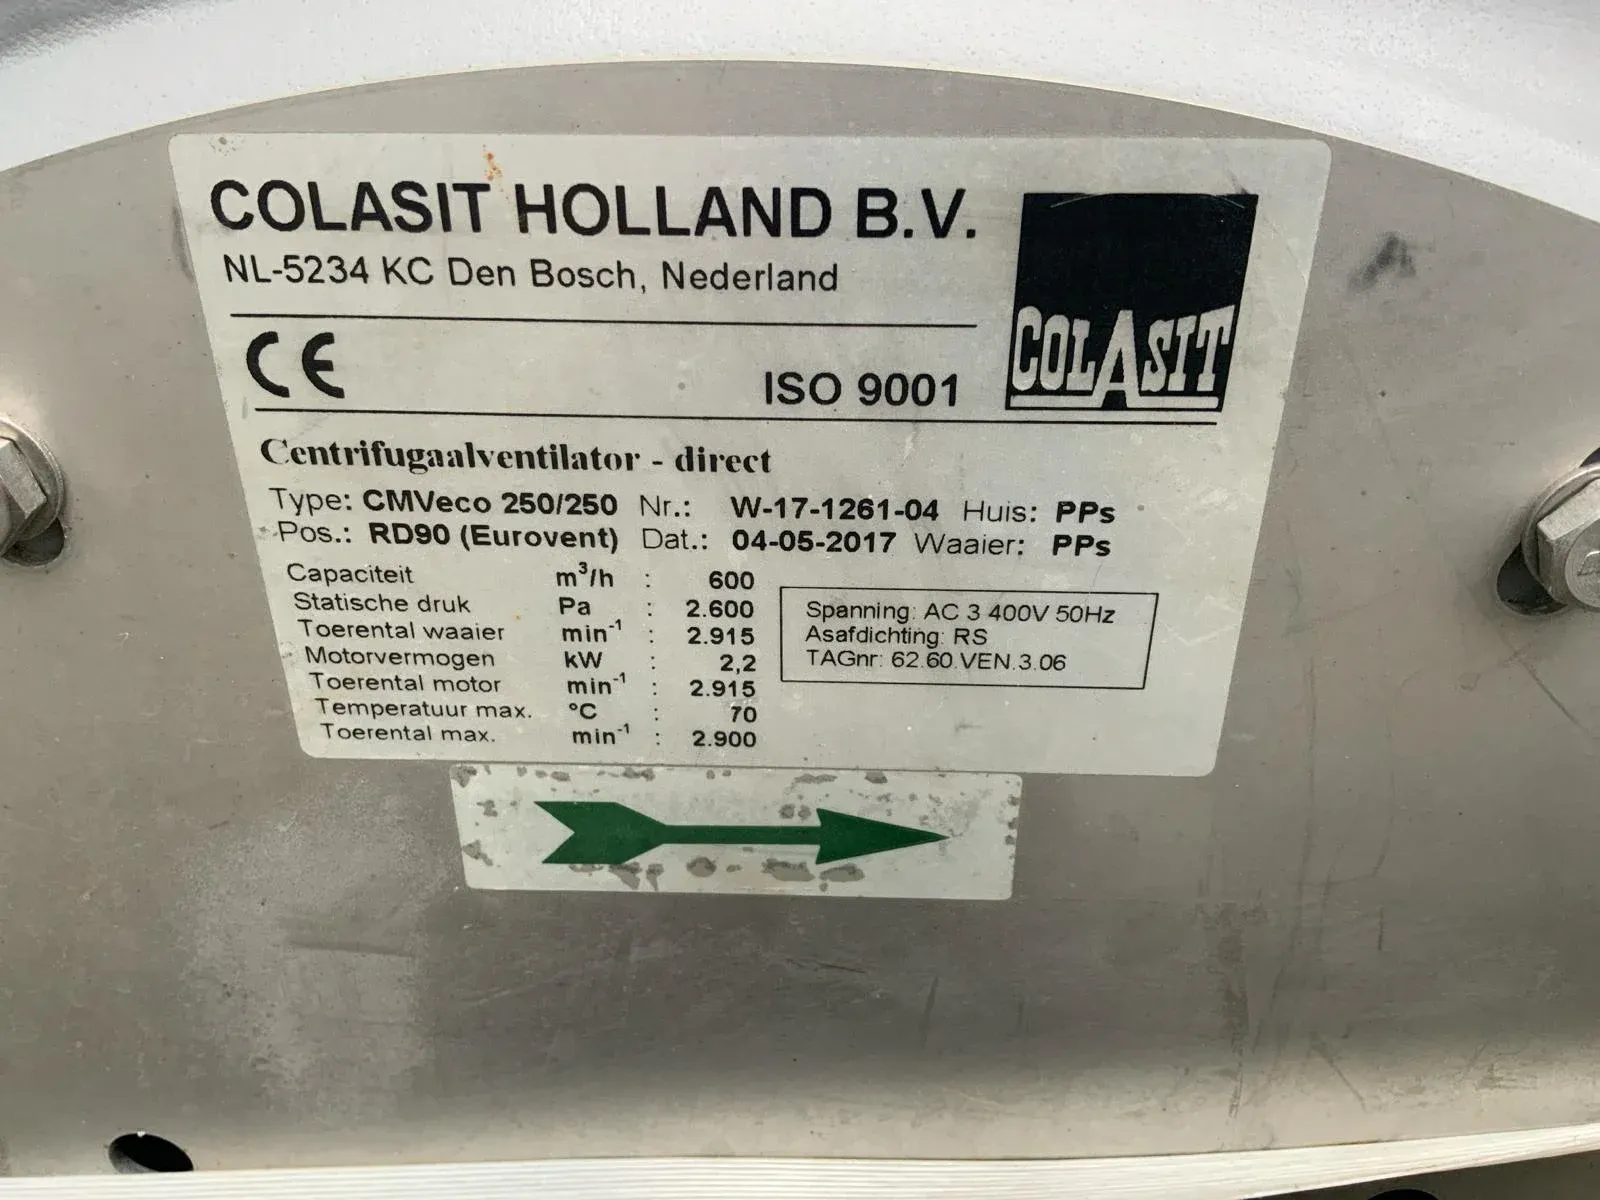 COLASIT HOLLAND B.V.
NL-5234 KC Den Bosch, Nederland
CE
ISO 9001
COLASIT
Centrifugaalventilator - direct
Type: CMVeco 250/250 Nr.: W-17-1261-04 Huis: PPs
Pos.: RD90 (Eurovent) Dat.: 04-05-2017 Waaier: PPs
Capaciteit m³/h : 600
Statische druk Pa : 2.600
Toerental waaier min⁻¹ : 2.915
Motorvermogen kW : 2,2
Toerental motor min⁻¹ : 2.915
Temperatuur max. °C : 70
Toerental max. min⁻¹ : 2.900
Spanning: AC 3 400V 50Hz
Asafdichting: RS
TAGnr: 62.60.VEN.3.06